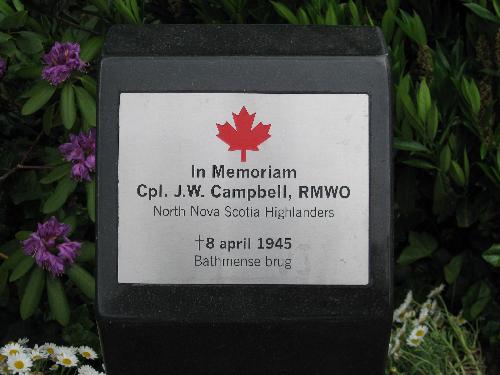 In Memoriam
Cpl. J.W. Campbell, RMWO
North Nova Scotia Highlanders
†8 april 1945
Bathmense brug